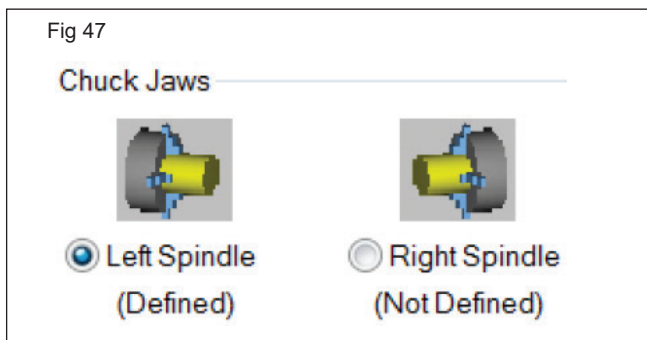 Fig 47
Chuck Jaws
Left Spindle Right Spindle
(Defined) (Not Defined)